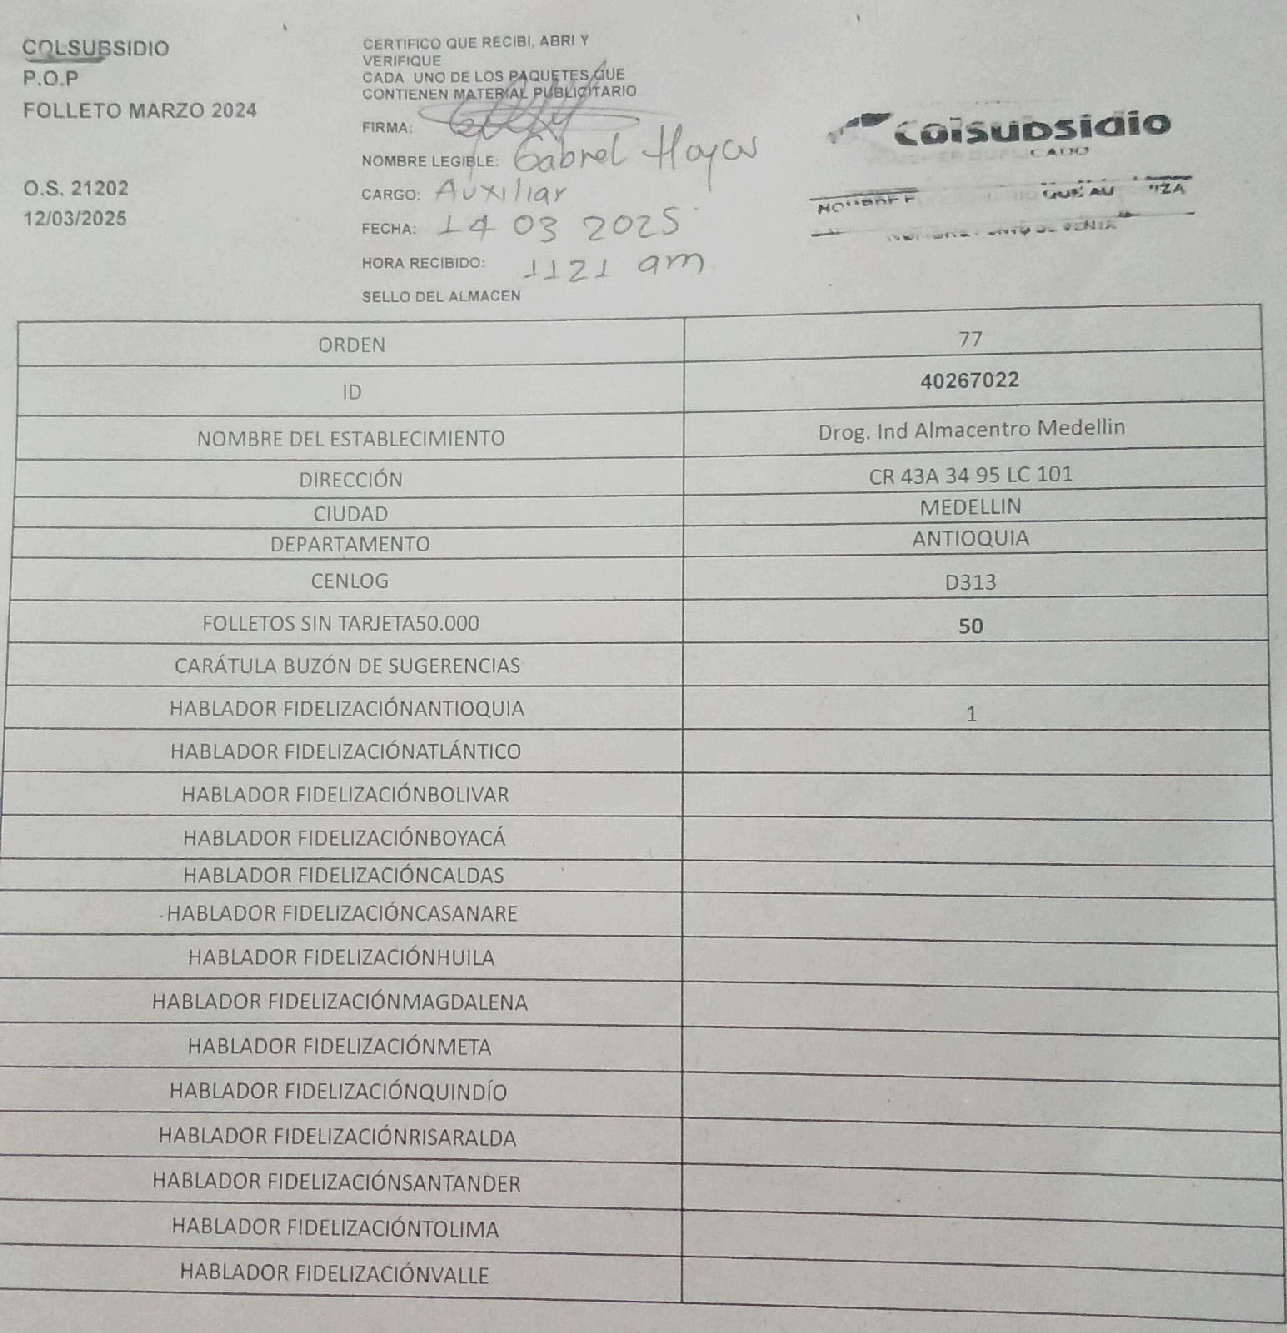 COLSUBSIDIO
P.O.P
FOLLETO MARZO 2024
O.S. 21202
12/03/2025
CERTIFICO QUE RECIBI, ABRI Y
VERIFIQUE
CADA UNO DE LOS PAQUETES QUE
CONTIENEN MATERIAL PUBLICITARIO
FIRMA:
NOMBRE LEGIBLE: Gabriel Hoyos
CARGO: Auxiliar
FECHA: 14 03 2025
HORA RECIBIDO: 1121 am
SELLO DEL ALMACEN
Colsubsidio
ORDEN 77
ID 40267022
NOMBRE DEL ESTABLECIMIENTO Drog. Ind Almacentro Medellin
DIRECCIÓN CR 43A 34 95 LC 101
CIUDAD MEDELLIN
DEPARTAMENTO ANTIOQUIA
CENLOG D313
FOLLETOS SIN TARJETA50.000 50
CARÁTULA BUZÓN DE SUGERENCIAS
HABLADOR FIDELIZACIÓNANTIOQUIA 1
HABLADOR FIDELIZACIÓNATLÁNTICO
HABLADOR FIDELIZACIÓNBOLIVAR
HABLADOR FIDELIZACIÓNBOYACÁ
HABLADOR FIDELIZACIÓNCALDAS
HABLADOR FIDELIZACIÓNCASANARE
HABLADOR FIDELIZACIÓNHUILA
HABLADOR FIDELIZACIÓNMAGDALENA
HABLADOR FIDELIZACIÓNMETA
HABLADOR FIDELIZACIÓNQUINDÍO
HABLADOR FIDELIZACIÓNRISARALDA
HABLADOR FIDELIZACIÓNSANTANDER
HABLADOR FIDELIZACIÓNTOLIMA
HABLADOR FIDELIZACIÓNVALLE